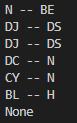 N -- BE
DJ -- DS
DJ -- DS
DC -- N
CY -- N
BL -- H
None